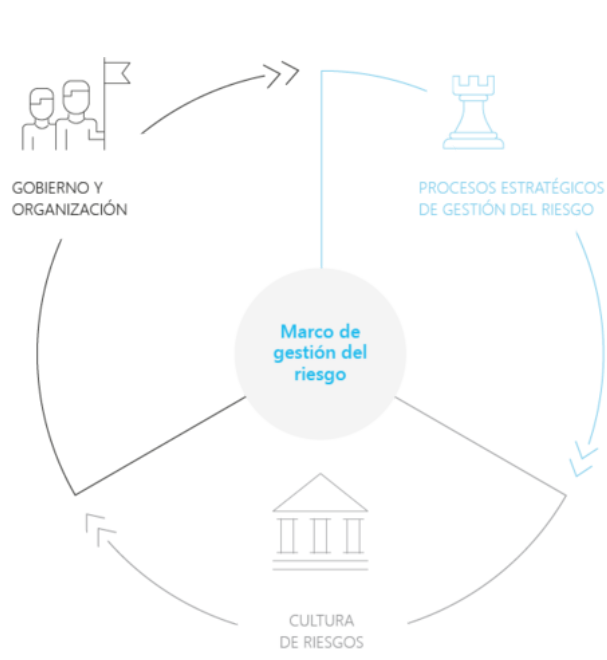 GOBIERNO Y
ORGANIZACIÓN
PROCESOS ESTRATÉGICOS
DE GESTIÓN DEL RIESGO
Marco de
gestión del
riesgo
CULTURA
DE RIESGOS